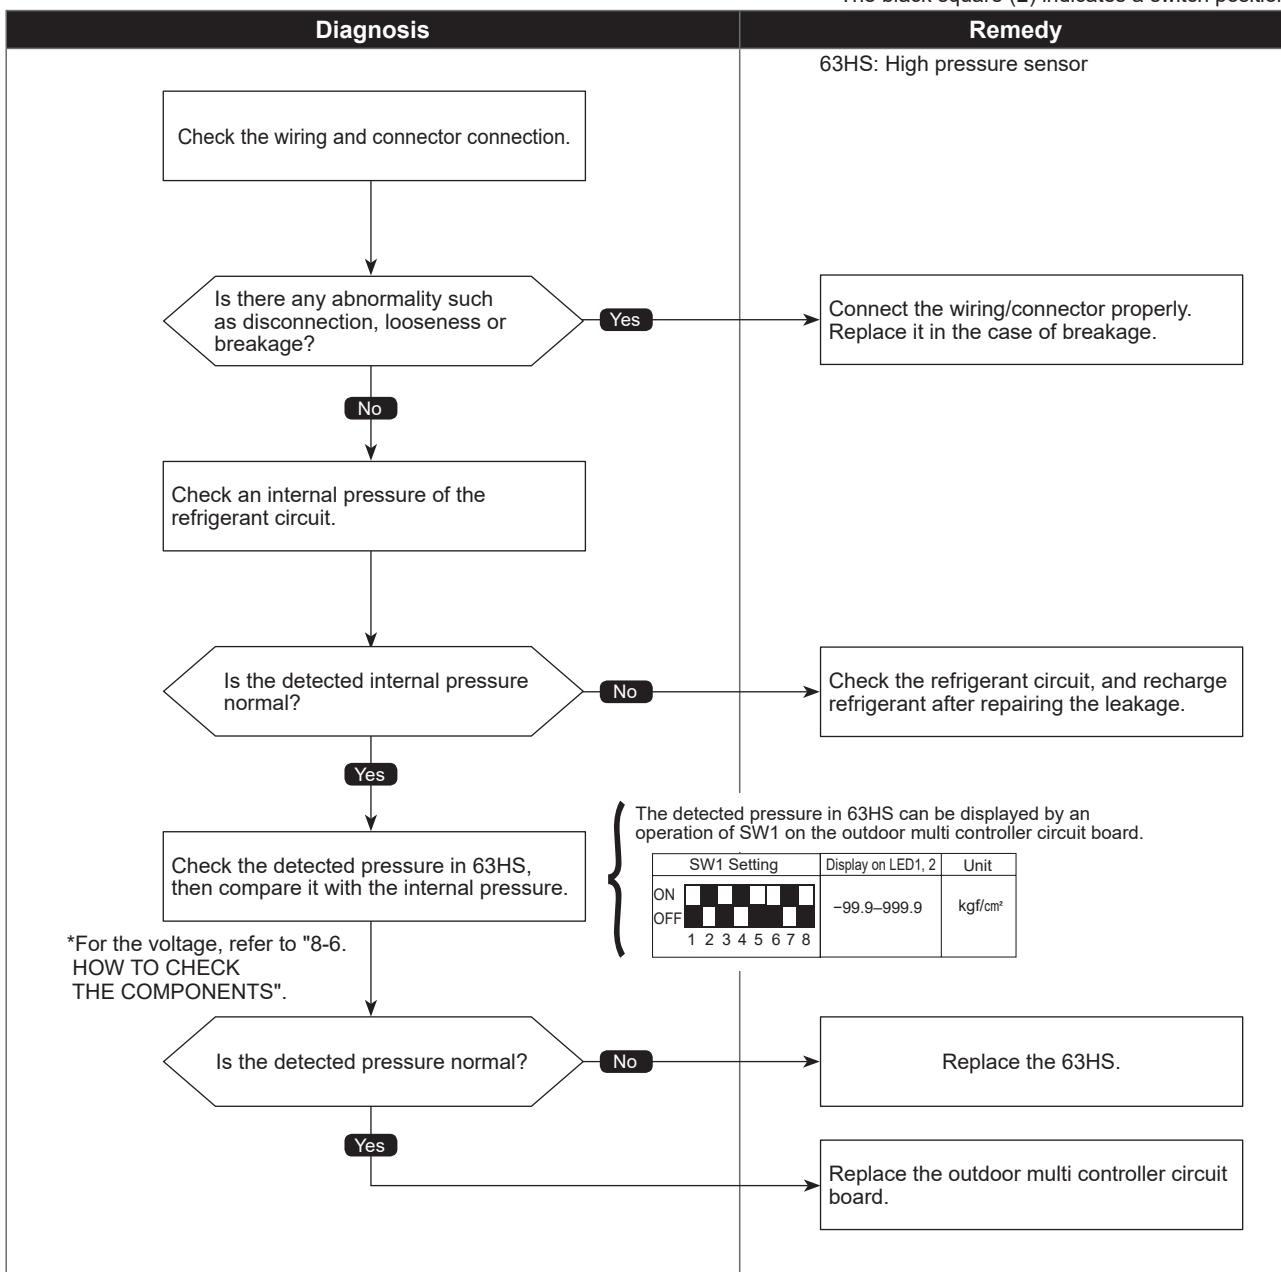 The black square (■) indicates a switch position
Diagnosis
Remedy
63HS: High pressure sensor
Check the wiring and connector connection.
Is there any abnormality such
as disconnection, looseness or
breakage?
Yes
Connect the wiring/connector properly.
Replace it in the case of breakage.
No
Check an internal pressure of the
refrigerant circuit.
Is the detected internal pressure
normal?
No
Check the refrigerant circuit, and recharge
refrigerant after repairing the leakage.
Yes
The detected pressure in 63HS can be displayed by an
operation of SW1 on the outdoor multi controller circuit board.
Check the detected pressure in 63HS,
then compare it with the internal pressure.
SW1 Setting
Display on LED1, 2
Unit
ON
OFF
1 2 3 4 5 6 7 8
−99.9–999.9
kgf/cm²
*For the voltage, refer to "8-6.
HOW TO CHECK
THE COMPONENTS".
Is the detected pressure normal?
No
Replace the 63HS.
Yes
Replace the outdoor multi controller circuit
board.